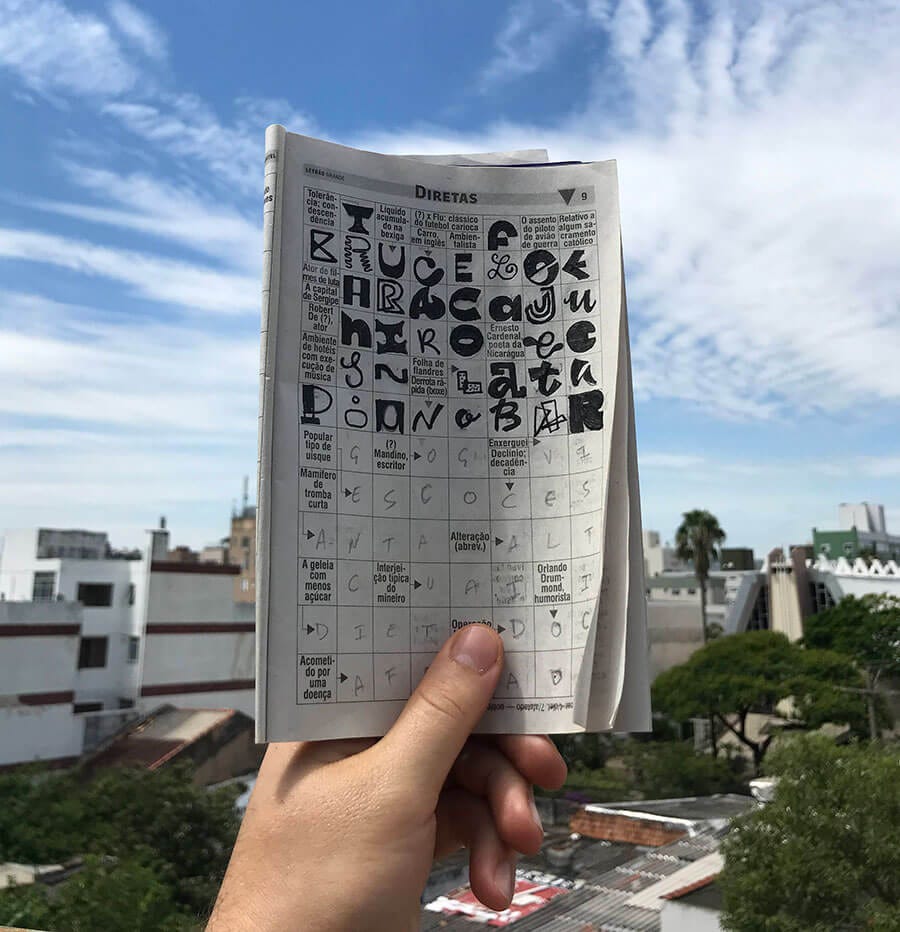 LETRÃO GRANDE
DIRETAS 9
Tolerân-
cia; con-
descen-
dência
T
Líquido
acumula-
do na
bexiga
(?) x Flu: clássico
do futebol carioca
Carro,
em inglês
Ambien-
talista
F
O assento
do piloto
de avião
de guerra
Relativo a
algum sa-
cramento
católico
B R U C E L E E
Ator de fil-
mes de luta
A capital
de Sergipe
A R A C A J U
Robert
De (?),
ator
N I R O
Ernesto
Cardenal,
poeta da
Nicarágua
E C
Ambiente
de hotéis
com exe-
cução de
música
S N
Folha de
flandres
Derrota rá-
pida (boxe)
L A T A
P I A N O B A R
Popular
tipo de
uísque
G
(?)
Mandino,
escritor
O G
Enxerguei
Declínio;
decadên-
cia
V I
Mamífero
de
tromba
curta
E S C O C E S
A N T A
Alteração
(abrev.)
A L T
A geleia
com
menos
açúcar
C
Interjei-
ção típica
do
mineiro
U A I
Orlando
Drum-
mond,
humorista
I
D I E T D O C
Acometi-
do por
uma
doença
A F A D O